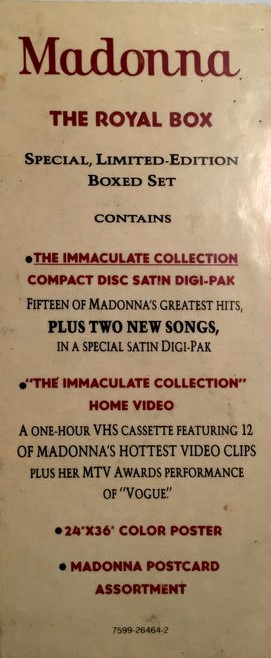 Madonna
THE ROYAL BOX
SPECIAL, LIMITED-EDITION
BOXED SET
CONTAINS
•THE IMMACULATE COLLECTION
COMPACT DISC SATIN DIGI-PAK
FIFTEEN OF MADONNA'S GREATEST HITS,
PLUS TWO NEW SONGS,
IN A SPECIAL SATIN DIGI-PAK
•"THE IMMACULATE COLLECTION"
HOME VIDEO
A ONE-HOUR VHS CASSETTE FEATURING 12
OF MADONNA'S HOTTEST VIDEO CLIPS
PLUS HER MTV AWARDS PERFORMANCE
OF "VOGUE."
• 24"X36" COLOR POSTER
• MADONNA POSTCARD
ASSORTMENT
7599-26464-2